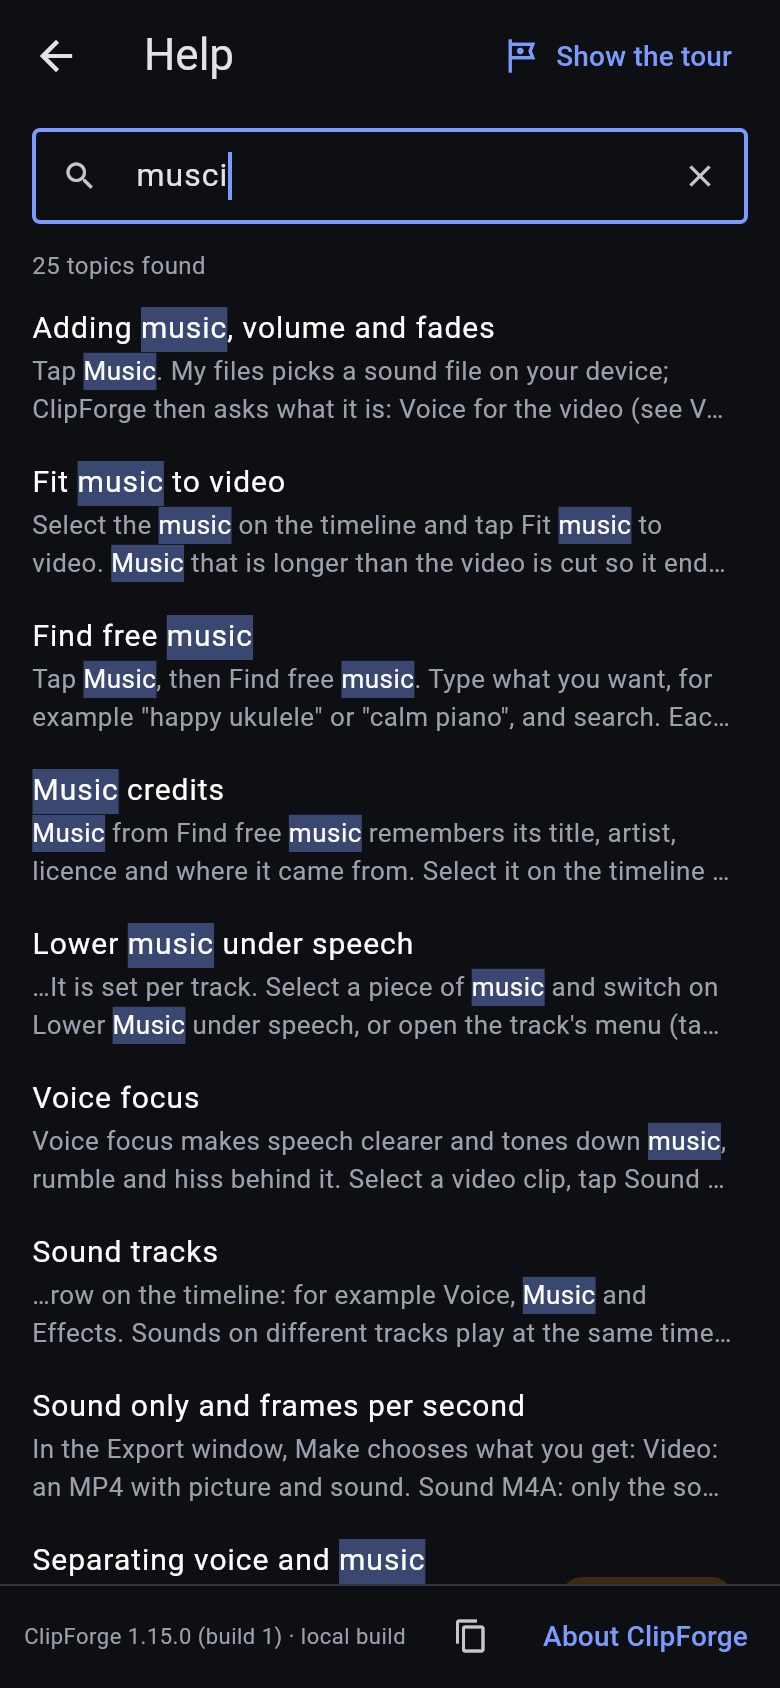 Help
Show the tour
musci
25 topics found
Adding music, volume and fades
Tap Music. My files picks a sound file on your device;
ClipForge then asks what it is: Voice for the video (see V…
Fit music to video
Select the music on the timeline and tap Fit music to
video. Music that is longer than the video is cut so it end…
Find free music
Tap Music, then Find free music. Type what you want, for
example "happy ukulele" or "calm piano", and search. Eac…
Music credits
Music from Find free music remembers its title, artist,
licence and where it came from. Select it on the timeline …
Lower music under speech
…It is set per track. Select a piece of music and switch on
Lower Music under speech, or open the track's menu (ta…
Voice focus
Voice focus makes speech clearer and tones down music,
rumble and hiss behind it. Select a video clip, tap Sound …
Sound tracks
…row on the timeline: for example Voice, Music and
Effects. Sounds on different tracks play at the same time…
Sound only and frames per second
In the Export window, Make chooses what you get: Video:
an MP4 with picture and sound. Sound M4A: only the so…
Separating voice and music
ClipForge 1.15.0 (build 1) · local build
About ClipForge